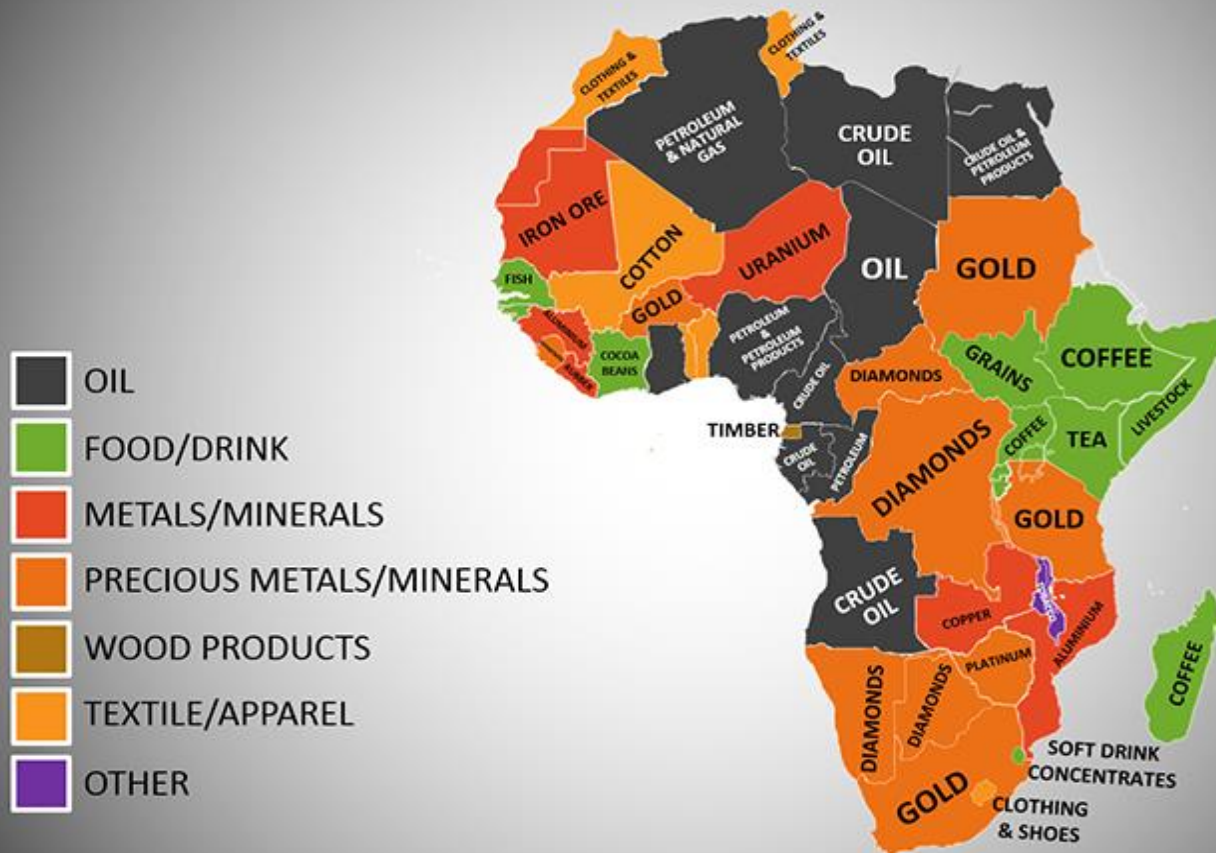 OIL
FOOD/DRINK
METALS/MINERALS
PRECIOUS METALS/MINERALS
WOOD PRODUCTS
TEXTILE/APPAREL
OTHER
CLOTHING &
TEXTILES
CLOTHING &
TEXTILES
PETROLEUM
& NATURAL
GAS
CRUDE
OIL
CRUDE OIL &
PETROLEUM
PRODUCTS
IRON ORE
COTTON
URANIUM
OIL
GOLD
FISH
GOLD
ALUMINIUM
RUBBER
COCOA
BEANS
PETROLEUM
&
PETROLEUM
PRODUCTS
CRUDE OIL
DIAMONDS
GRAINS
COFFEE
LIVESTOCK
TIMBER
CRUDE
OIL
PETROLEUM
DIAMONDS
COFFEE
TEA
GOLD
CRUDE
OIL
COPPER
ALUMINIUM
PLATINUM
DIAMONDS
DIAMONDS
COFFEE
GOLD
SOFT DRINK
CONCENTRATES
CLOTHING
& SHOES